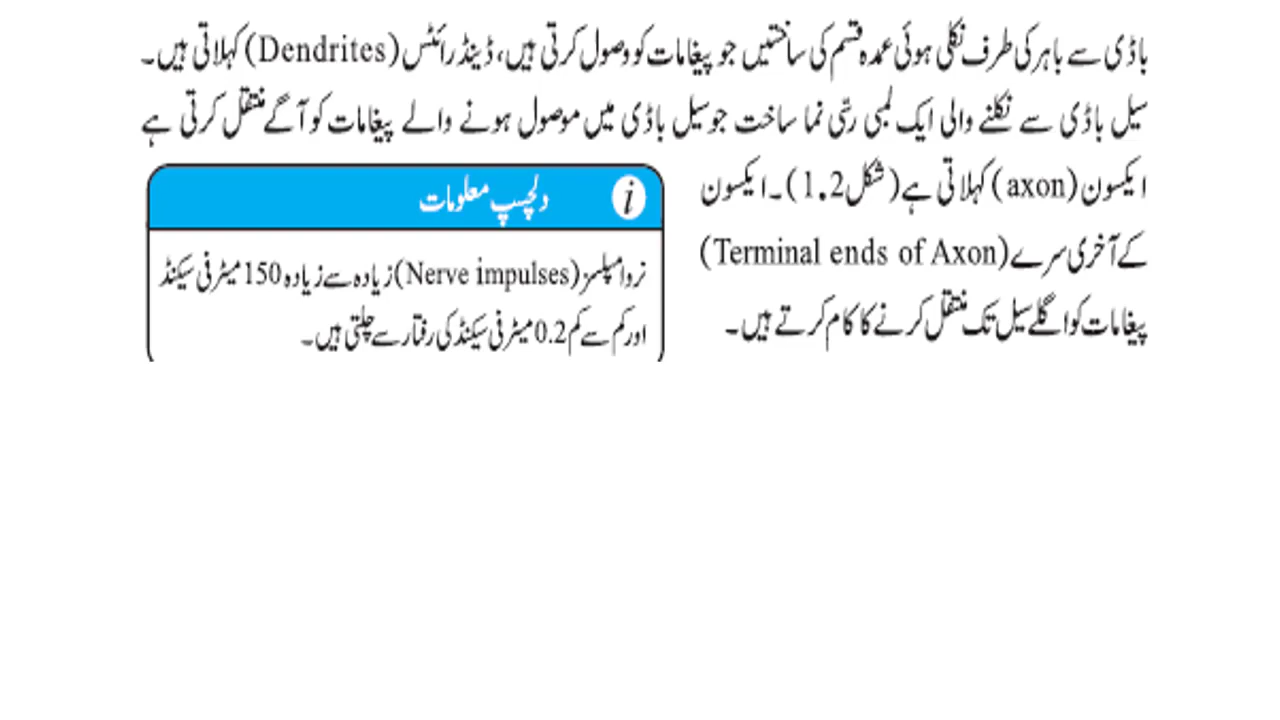 باڈی سے باہر کی طرف نکلی ہوئی عمدہ قسم کی ساختیں جو پیغامات کو وصول کرتی ہیں، ڈینڈرائٹس (Dendrites) کہلاتی ہیں۔
سیل باڈی سے نکلنے والی ایک لمبی رسّی نما ساخت جو سیل باڈی میں موصول ہونے والے پیغامات کو آگے منتقل کرتی ہے
ایکسون (axon) کہلاتی ہے (شکل 1.2)۔ ایکسون
کے آخری سرے (Terminal ends of Axon)
پیغامات کو اگلے سیل تک منتقل کرنے کا کام کرتے ہیں۔
i دلچسپ معلومات
نرو امپلسز (Nerve impulses) زیادہ سے زیادہ 150 میٹر فی سیکنڈ
اور کم سے کم 0.2 میٹر فی سیکنڈ کی رفتار سے چلتی ہیں۔